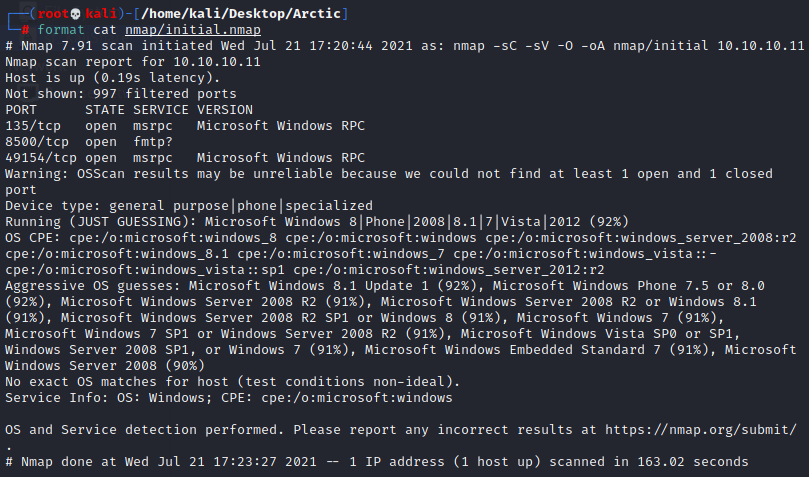 ┌──(root💀kali)-[/home/kali/Desktop/Arctic]
└─# format cat nmap/initial.nmap
# Nmap 7.91 scan initiated Wed Jul 21 17:20:44 2021 as: nmap -sC -sV -O -oA nmap/initial 10.10.10.11
Nmap scan report for 10.10.10.11
Host is up (0.19s latency).
Not shown: 997 filtered ports
PORT      STATE SERVICE VERSION
135/tcp   open  msrpc   Microsoft Windows RPC
8500/tcp  open  fmtp?
49154/tcp open  msrpc   Microsoft Windows RPC
Warning: OSScan results may be unreliable because we could not find at least 1 open and 1 closed
port
Device type: general purpose|phone|specialized
Running (JUST GUESSING): Microsoft Windows 8|Phone|2008|8.1|7|Vista|2012 (92%)
OS CPE: cpe:/o:microsoft:windows_8 cpe:/o:microsoft:windows cpe:/o:microsoft:windows_server_2008:r2
cpe:/o:microsoft:windows_8.1 cpe:/o:microsoft:windows_7 cpe:/o:microsoft:windows_vista::-
cpe:/o:microsoft:windows_vista::sp1 cpe:/o:microsoft:windows_server_2012:r2
Aggressive OS guesses: Microsoft Windows 8.1 Update 1 (92%), Microsoft Windows Phone 7.5 or 8.0
(92%), Microsoft Windows Server 2008 R2 (91%), Microsoft Windows Server 2008 R2 or Windows 8.1
(91%), Microsoft Windows Server 2008 R2 SP1 or Windows 8 (91%), Microsoft Windows 7 (91%),
Microsoft Windows 7 SP1 or Windows Server 2008 R2 (91%), Microsoft Windows Vista SP0 or SP1,
Windows Server 2008 SP1, or Windows 7 (91%), Microsoft Windows Embedded Standard 7 (91%), Microsoft
Windows Server 2008 (90%)
No exact OS matches for host (test conditions non-ideal).
Service Info: OS: Windows; CPE: cpe:/o:microsoft:windows

OS and Service detection performed. Please report any incorrect results at https://nmap.org/submit/
.
# Nmap done at Wed Jul 21 17:23:27 2021 -- 1 IP address (1 host up) scanned in 163.02 seconds